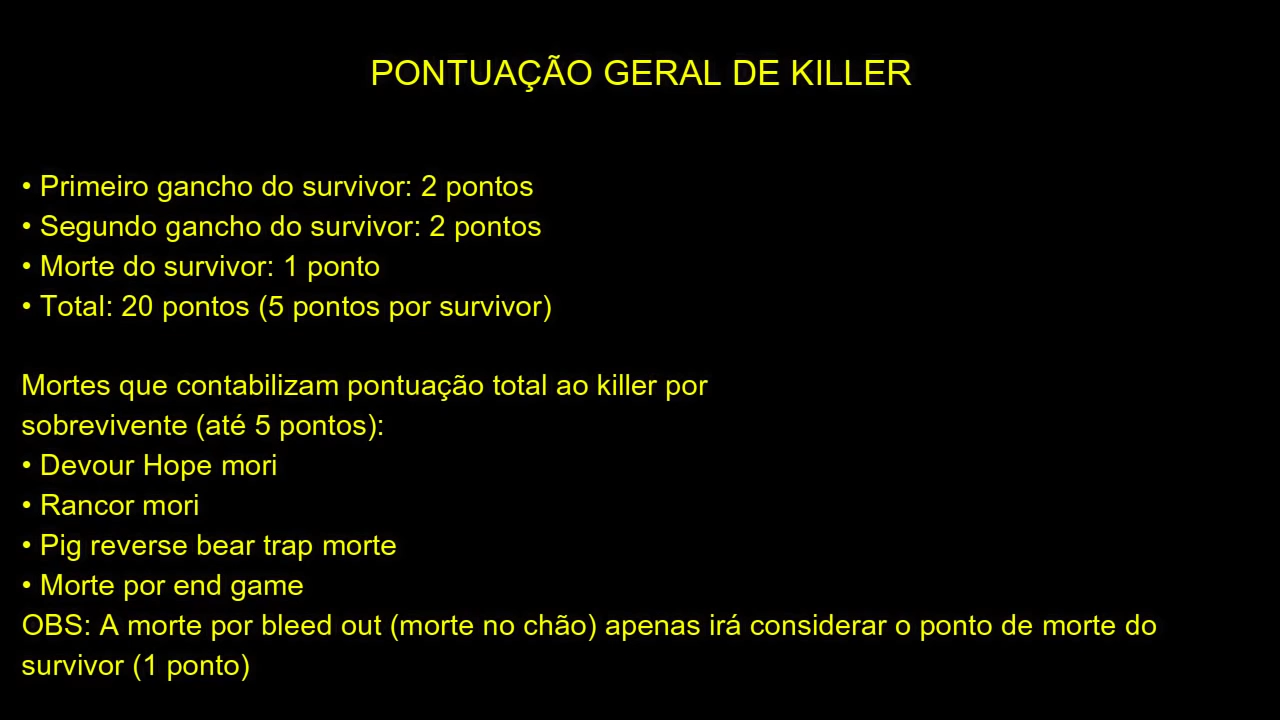 PONTUAÇÃO GERAL DE KILLER
• Primeiro gancho do survivor: 2 pontos
• Segundo gancho do survivor: 2 pontos
• Morte do survivor: 1 ponto
• Total: 20 pontos (5 pontos por survivor)
Mortes que contabilizam pontuação total ao killer por
sobrevivente (até 5 pontos):
• Devour Hope mori
• Rancor mori
• Pig reverse bear trap morte
• Morte por end game
OBS: A morte por bleed out (morte no chão) apenas irá considerar o ponto de morte do
survivor (1 ponto)